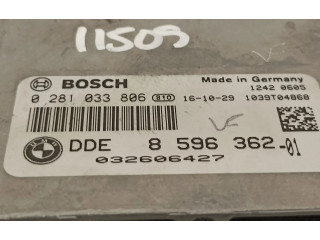 11509
BOSCH
Made in Germany
1242 0605
0 281 033 806 010 16-10-29 1039T04868
DDE 8 596 362-01
032606427